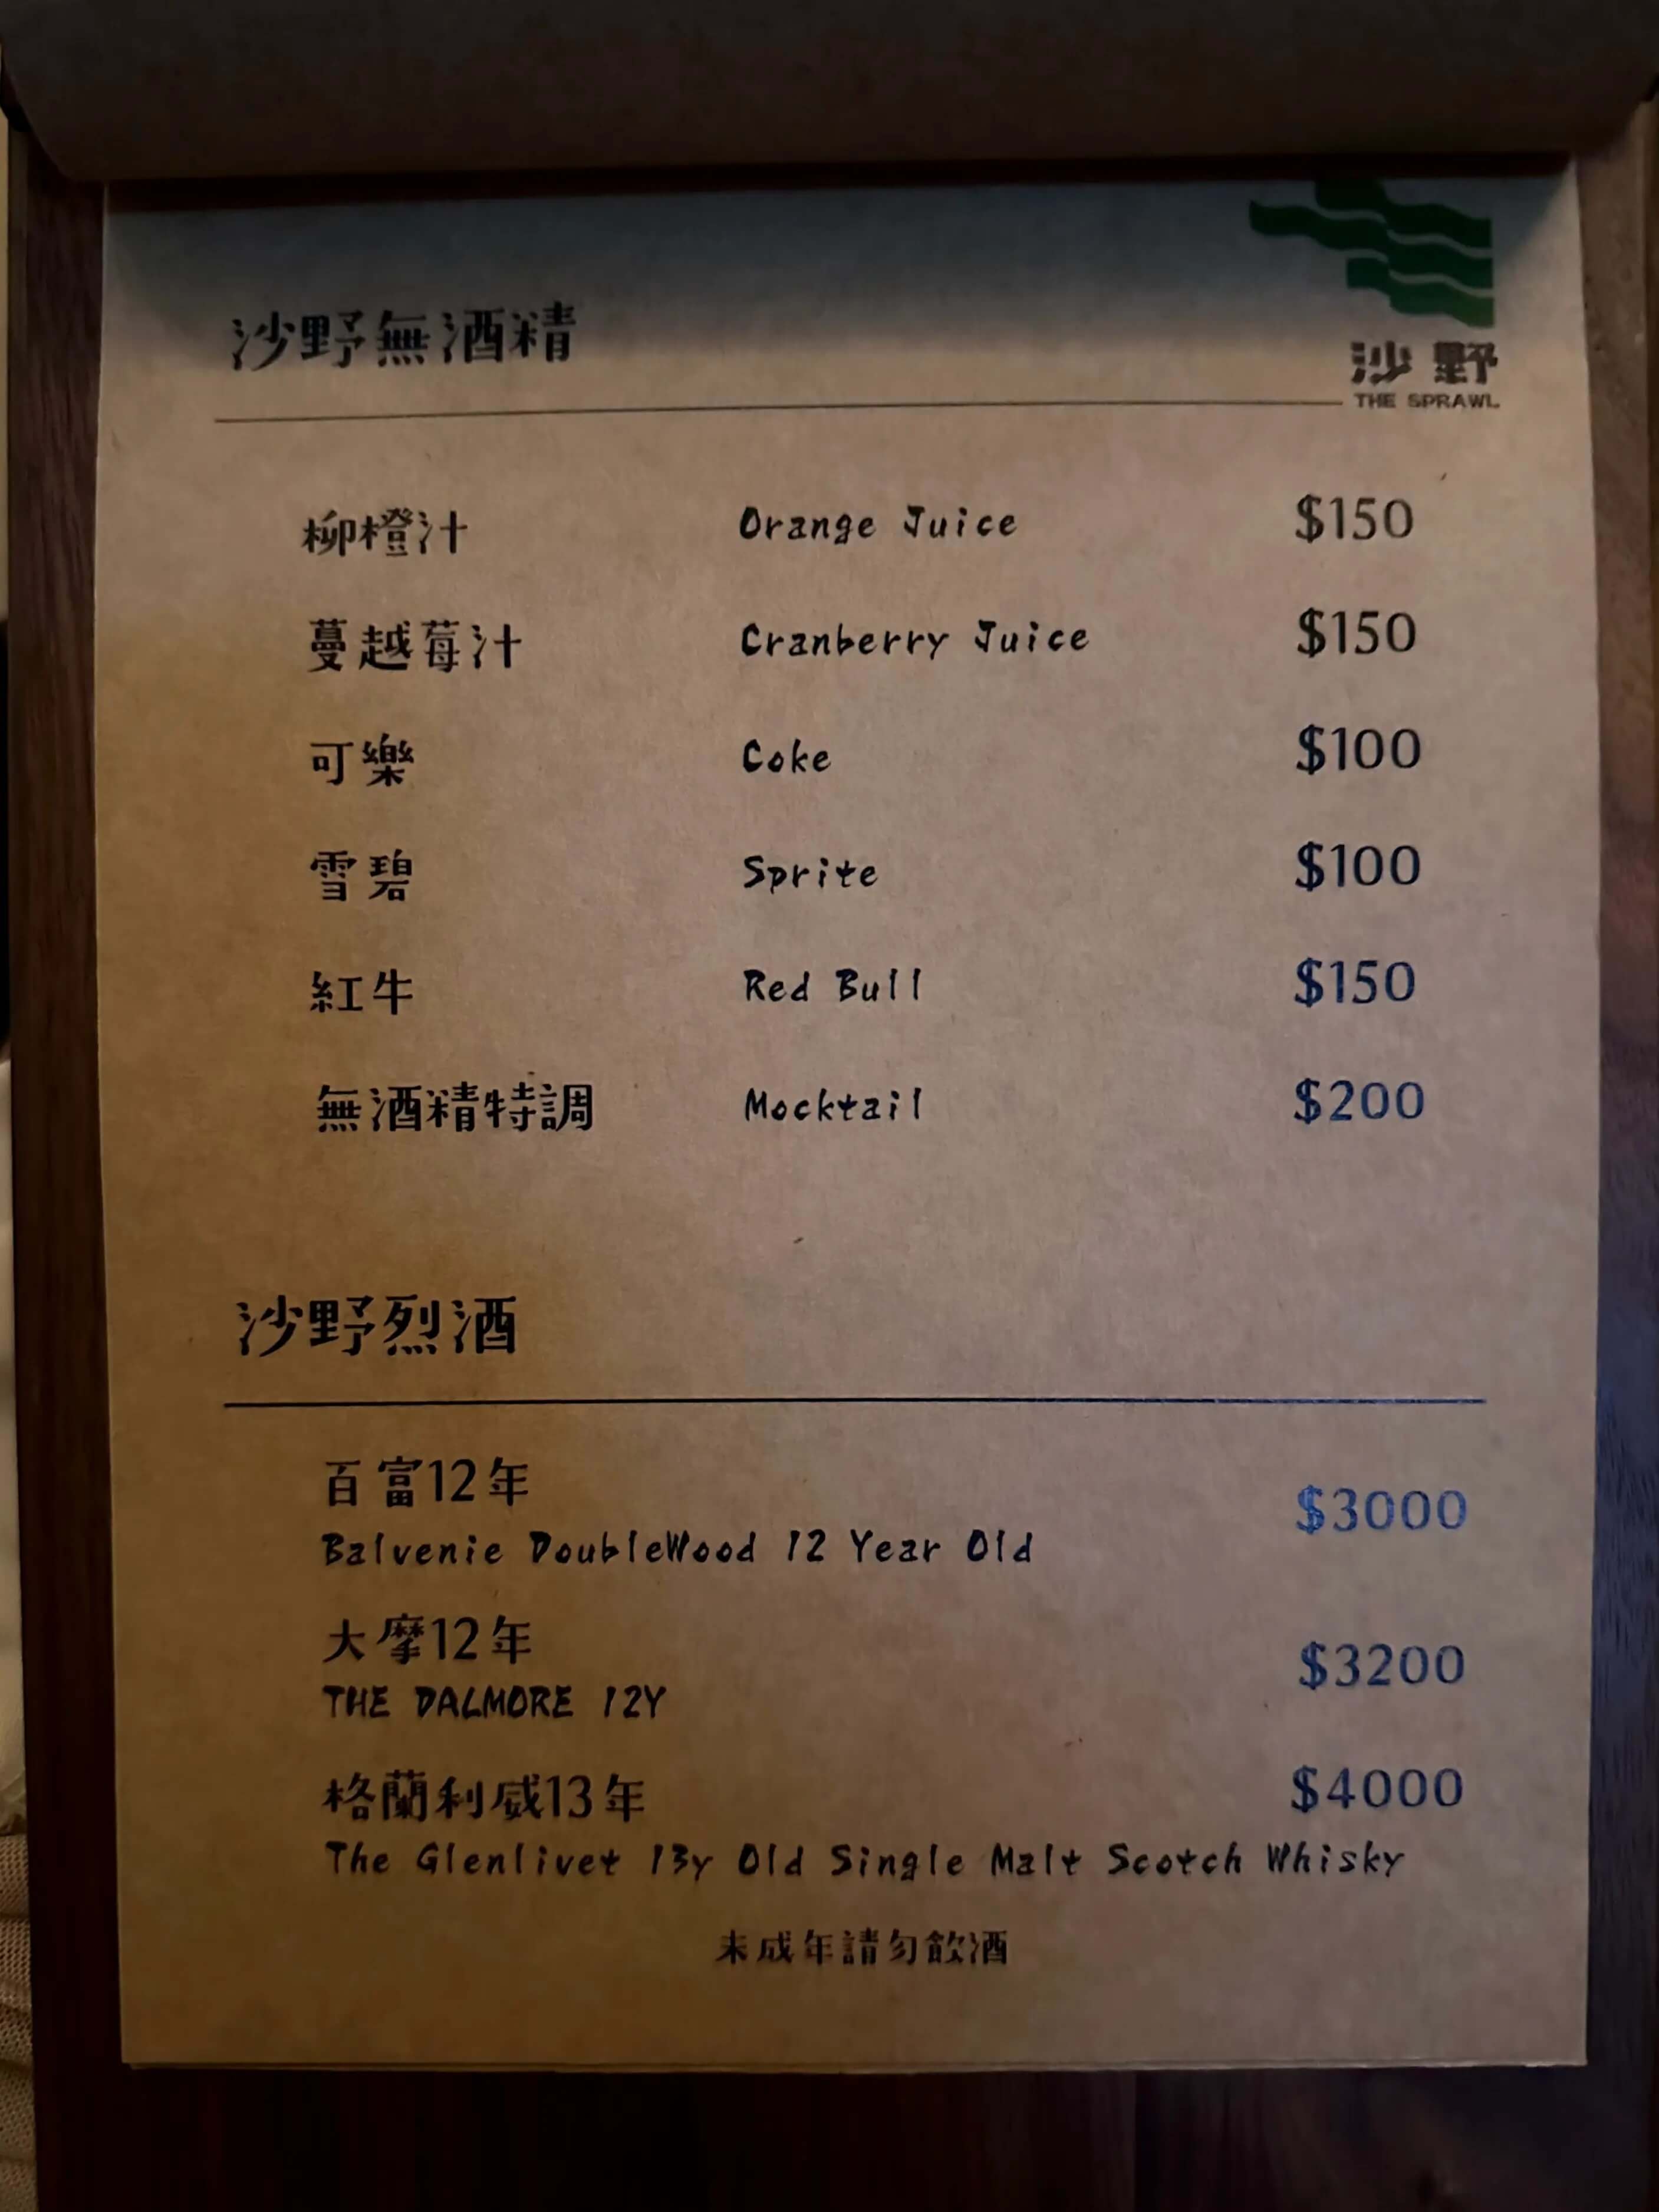 沙野無酒精
沙野
THE SPRAWL
柳橙汁 Orange Juice $150
蔓越莓汁 Cranberry Juice $150
可樂 Coke $100
雪碧 Sprite $100
紅牛 Red Bull $150
無酒精特調 Mocktail $200
沙野烈酒
百富12年 $3000
Balvenie DoubleWood 12 Year Old
大摩12年 $3200
THE DALMORE 12Y
格蘭利威13年 $4000
The Glenlivet 13y Old Single Malt Scotch Whisky
未成年請勿飲酒